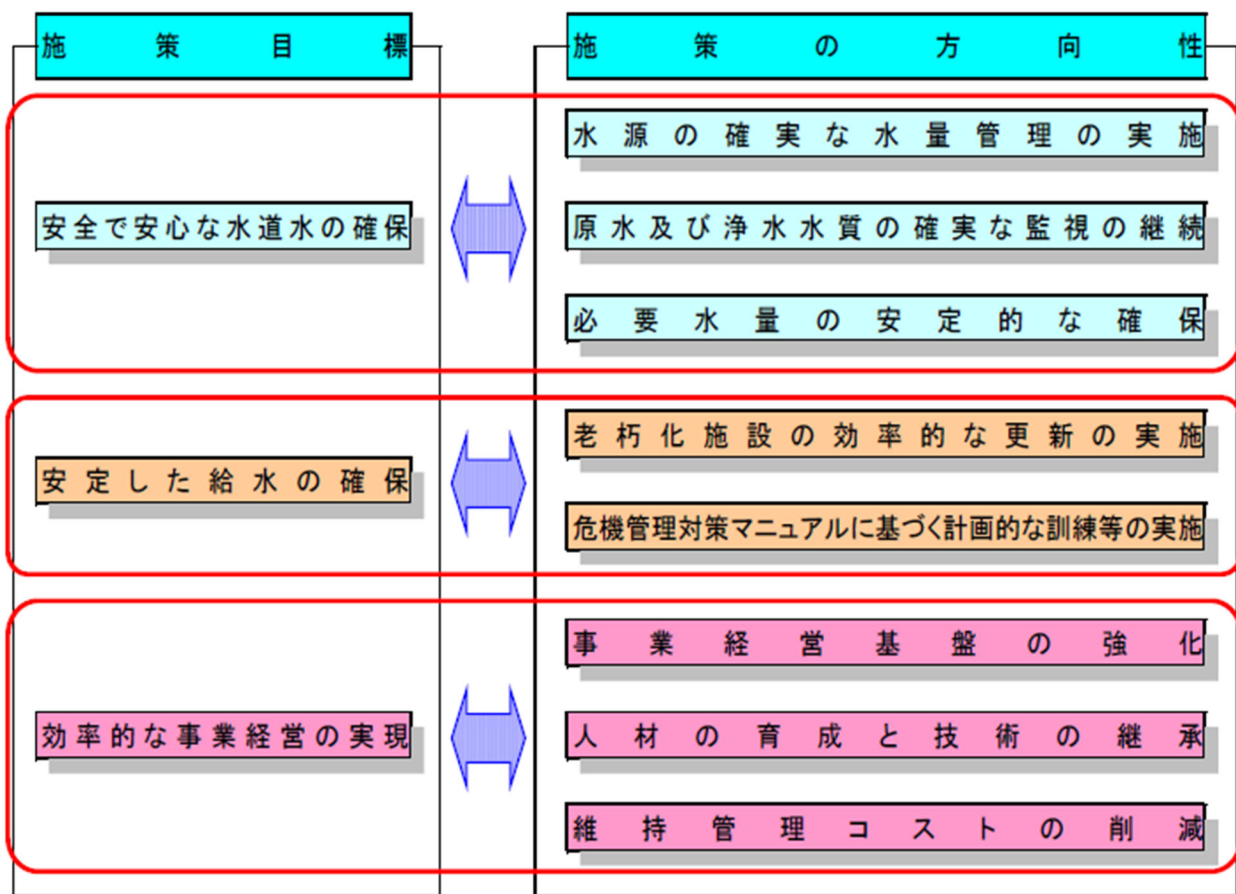 施策目標
施策の方向性
安全で安心な水道水の確保
水源の確実な水量管理の実施
原水及び浄水水質の確実な監視の継続
必要水量の安定的な確保
安定した給水の確保
老朽化施設の効率的な更新の実施
危機管理対策マニュアルに基づく計画的な訓練等の実施
効率的な事業経営の実現
事業経営基盤の強化
人材の育成と技術の継承
維持管理コストの削減